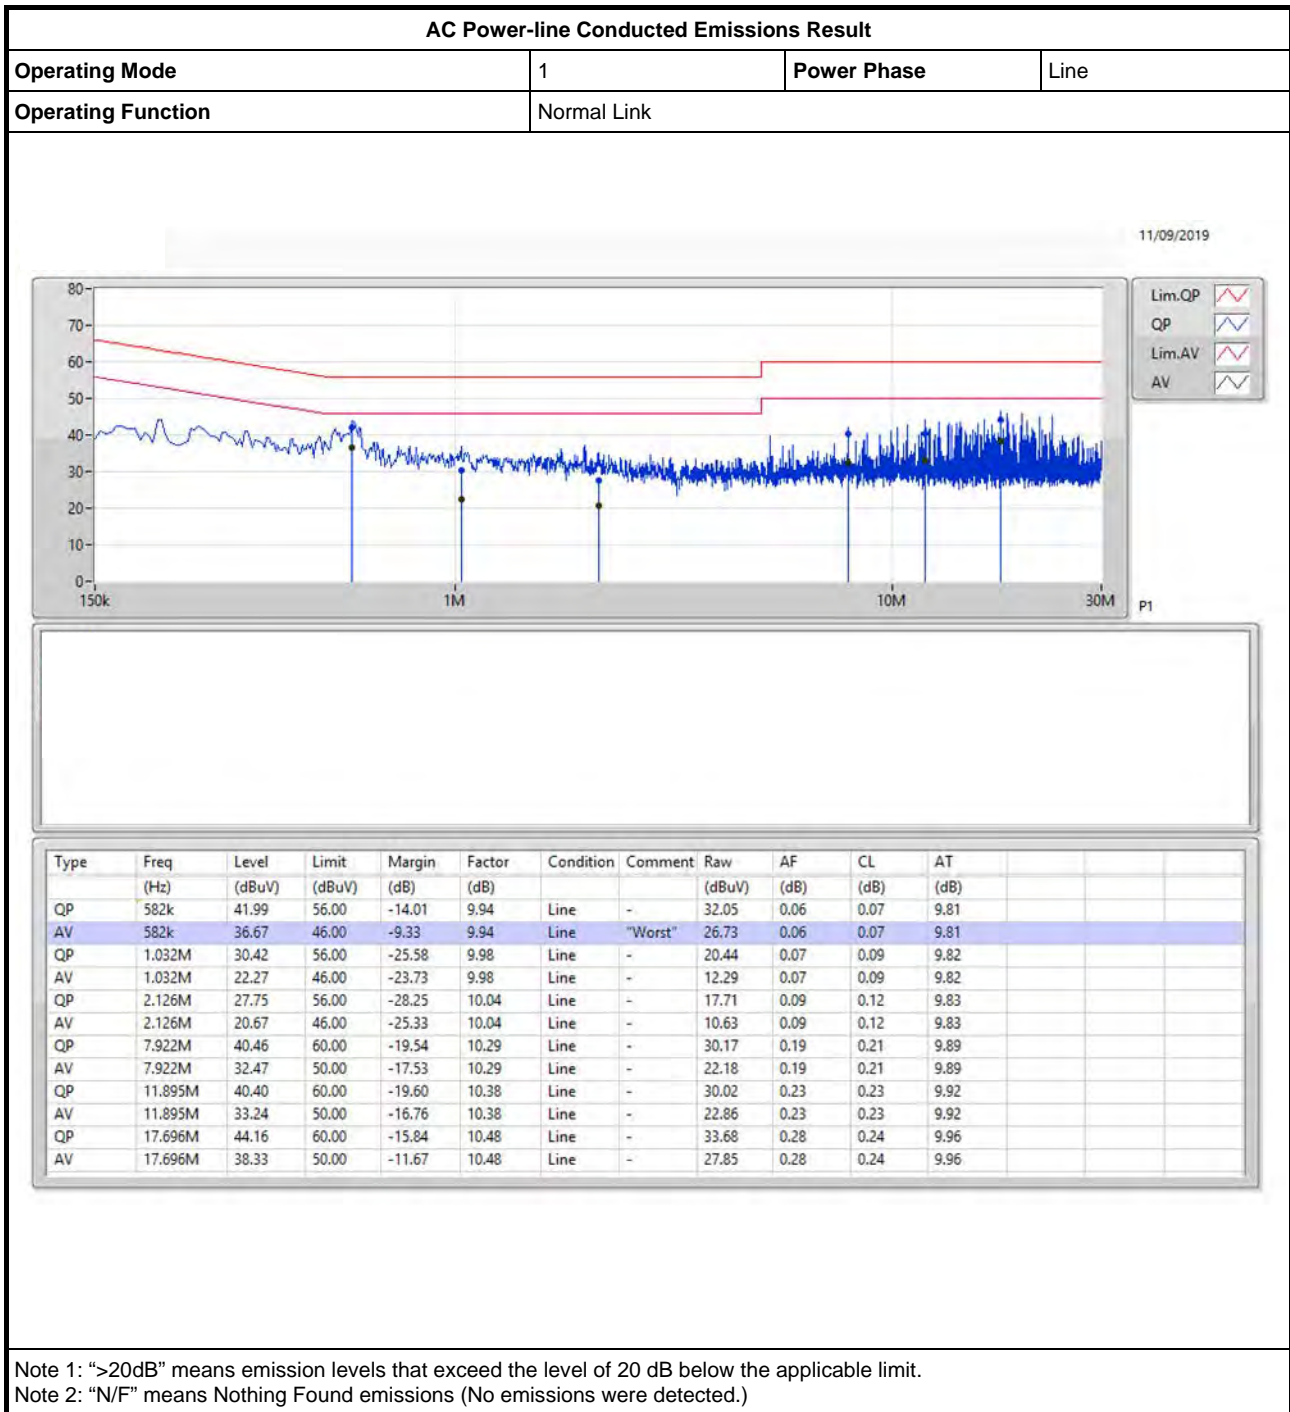 AC Power-line Conducted Emissions Result
Operating Mode 1 Power Phase Line
Operating Function Normal Link
11/09/2019
80
70
60
50
40
30
20
10
0
150k 1M 10M 30M
P1
Lim.QP
QP
Lim.AV
AV
Type Freq Level Limit Margin Factor Condition Comment Raw AF CL AT
(Hz) (dBuV) (dBuV) (dB) (dB) (dBuV) (dB) (dB) (dB)
QP 582k 41.99 56.00 -14.01 9.94 Line - 32.05 0.06 0.07 9.81
AV 582k 36.67 46.00 -9.33 9.94 Line "Worst" 26.73 0.06 0.07 9.81
QP 1.032M 30.42 56.00 -25.58 9.98 Line - 20.44 0.07 0.09 9.82
AV 1.032M 22.27 46.00 -23.73 9.98 Line - 12.29 0.07 0.09 9.82
QP 2.126M 27.75 56.00 -28.25 10.04 Line - 17.71 0.09 0.12 9.83
AV 2.126M 20.67 46.00 -25.33 10.04 Line - 10.63 0.09 0.12 9.83
QP 7.922M 40.46 60.00 -19.54 10.29 Line - 30.17 0.19 0.21 9.89
AV 7.922M 32.47 50.00 -17.53 10.29 Line - 22.18 0.19 0.21 9.89
QP 11.895M 40.40 60.00 -19.60 10.38 Line - 30.02 0.23 0.23 9.92
AV 11.895M 33.24 50.00 -16.76 10.38 Line - 22.86 0.23 0.23 9.92
QP 17.696M 44.16 60.00 -15.84 10.48 Line - 33.68 0.28 0.24 9.96
AV 17.696M 38.33 50.00 -11.67 10.48 Line - 27.85 0.28 0.24 9.96
Note 1: “>20dB” means emission levels that exceed the level of 20 dB below the applicable limit.
Note 2: “N/F” means Nothing Found emissions (No emissions were detected.)